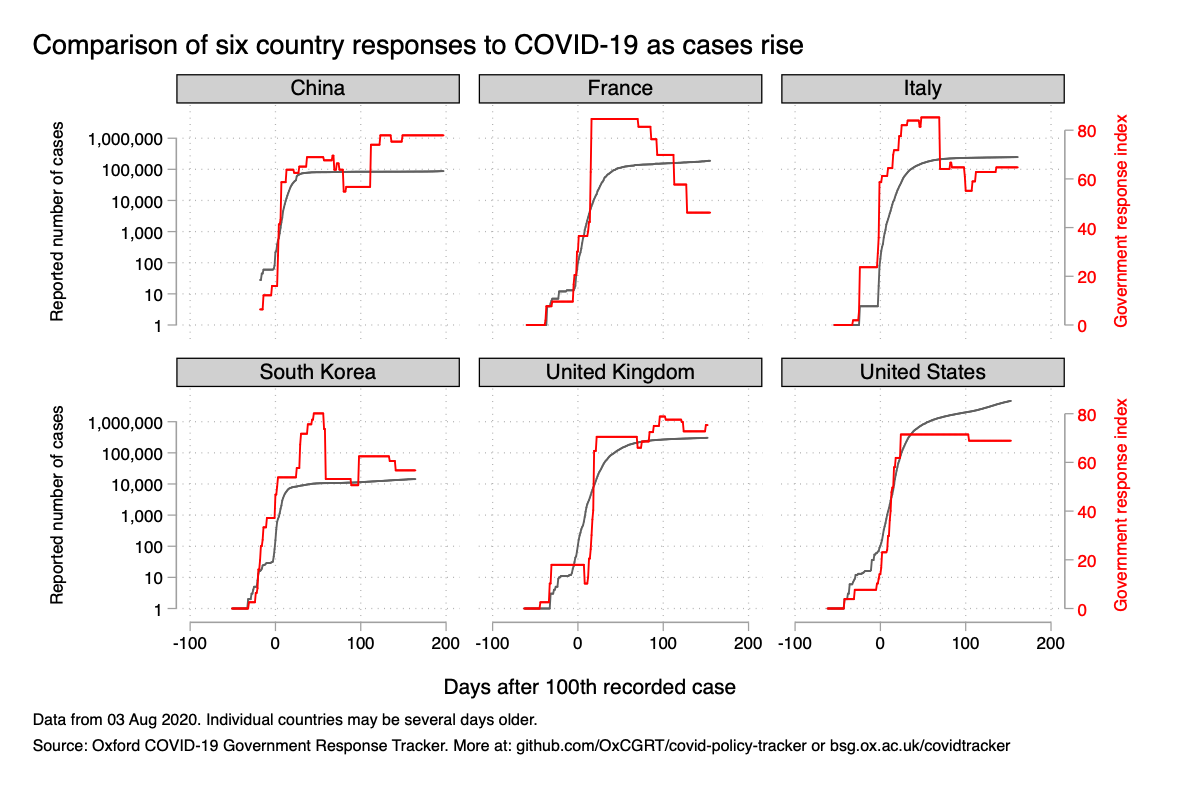 Comparison of six country responses to COVID-19 as cases rise
China
France
Italy
Reported number of cases
1,000,000
100,000
10,000
1,000
100
10
1
80
60
40
20
0
Government response index
South Korea
United Kingdom
United States
Reported number of cases
1,000,000
100,000
10,000
1,000
100
10
1
80
60
40
20
0
Government response index
-100 0 100 200 -100 0 100 200 -100 0 100 200
Days after 100th recorded case
Data from 03 Aug 2020. Individual countries may be several days older.
Source: Oxford COVID-19 Government Response Tracker. More at: github.com/OxCGRT/covid-policy-tracker or bsg.ox.ac.uk/covidtracker